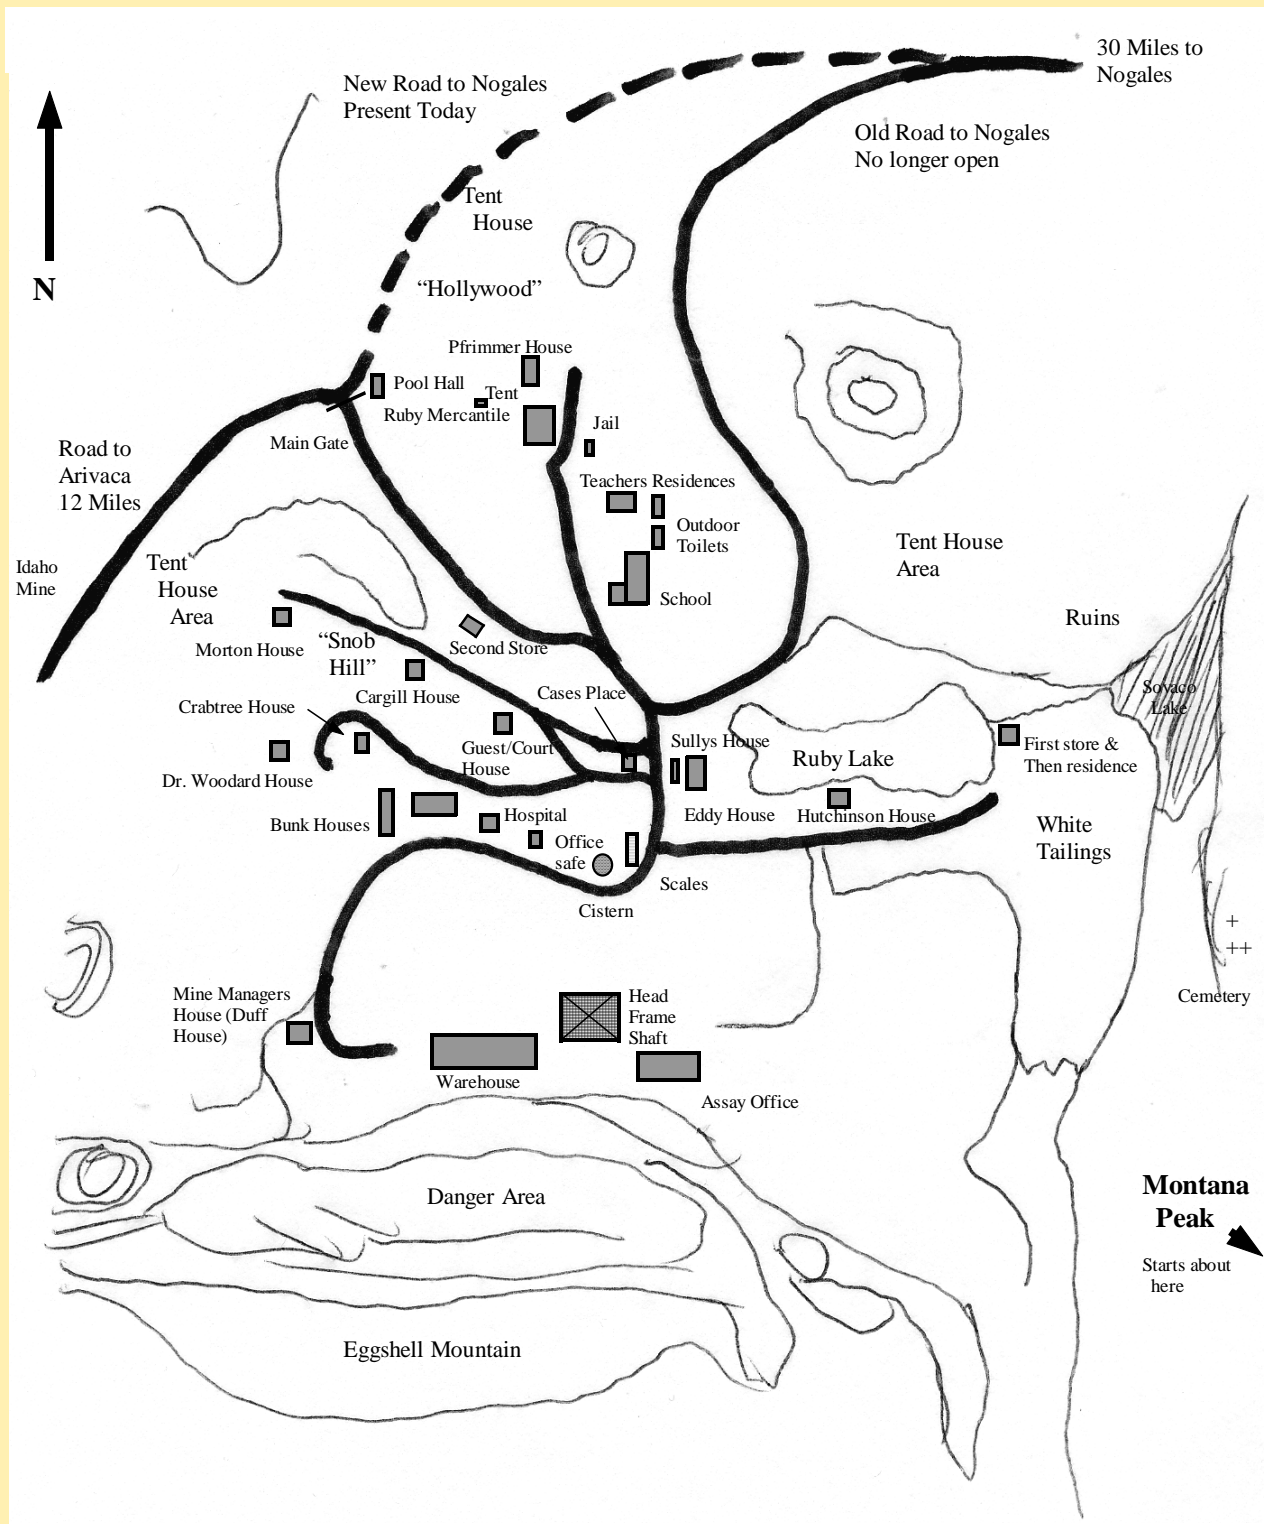 30 Miles to
Nogales
New Road to Nogales
Present Today
Old Road to Nogales
No longer open
Tent
House
N
“Hollywood”
Pfrimmer House
Pool Hall
Tent
Ruby Mercantile
Jail
Main Gate
Road to
Arivaca
12 Miles
Teachers Residences
Outdoor
Toilets
Tent House
Area
Idaho
Mine
Tent
House
Area
School
Ruins
Morton House
“Snob
Hill”
Second Store
Cargill House
Cases Place
Sovaco
Lake
Crabtree House
Guest/Court
House
Sullys House
Ruby Lake
First store &
Then residence
Dr. Woodard House
Bunk Houses
Hospital
Eddy House
Hutchinson House
White
Tailings
Office
safe
Scales
Cistern
+
++
Cemetery
Mine Managers
House (Duff
House)
Head
Frame
Shaft
Warehouse
Assay Office
Danger Area
Montana
Peak
Starts about
here
Eggshell Mountain